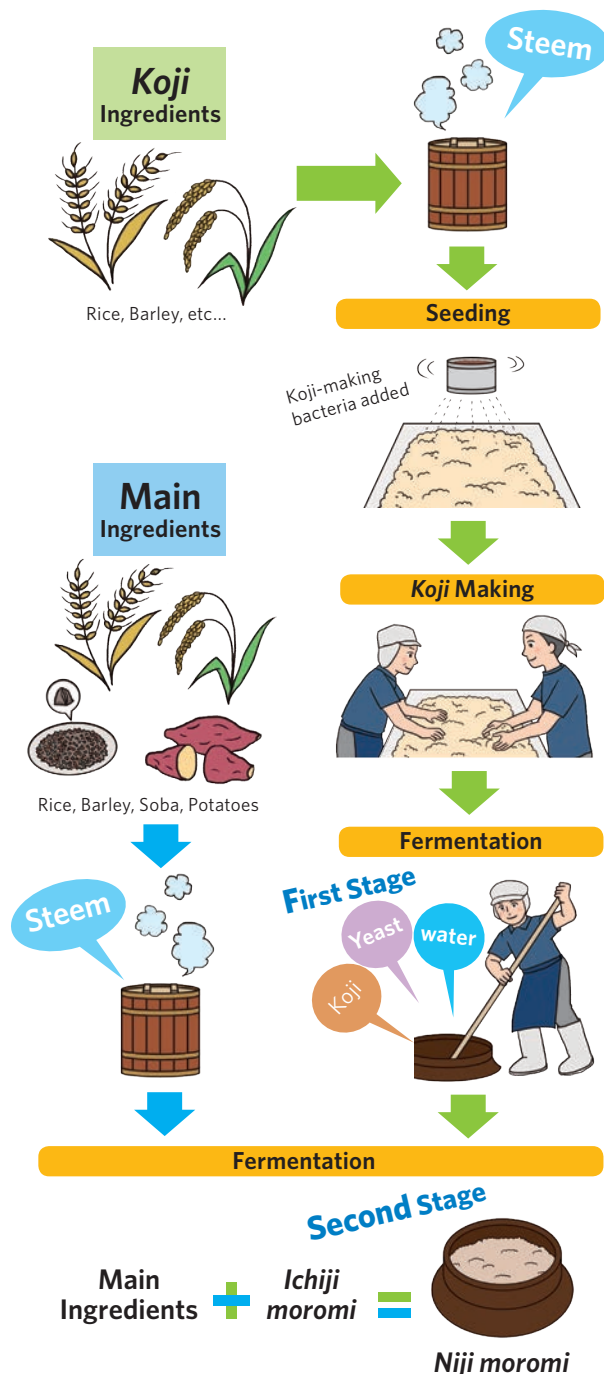 Koji
Ingredients
Steem
Rice, Barley, etc...
Seeding
Koji-making
bacteria added
Main
Ingredients
Koji Making
Rice, Barley, Soba, Potatoes
Fermentation
Steem
First Stage
Yeast
water
Koji
Fermentation
Second Stage
Main
Ingredients
+
Ichiji
moromi
=
Niji moromi